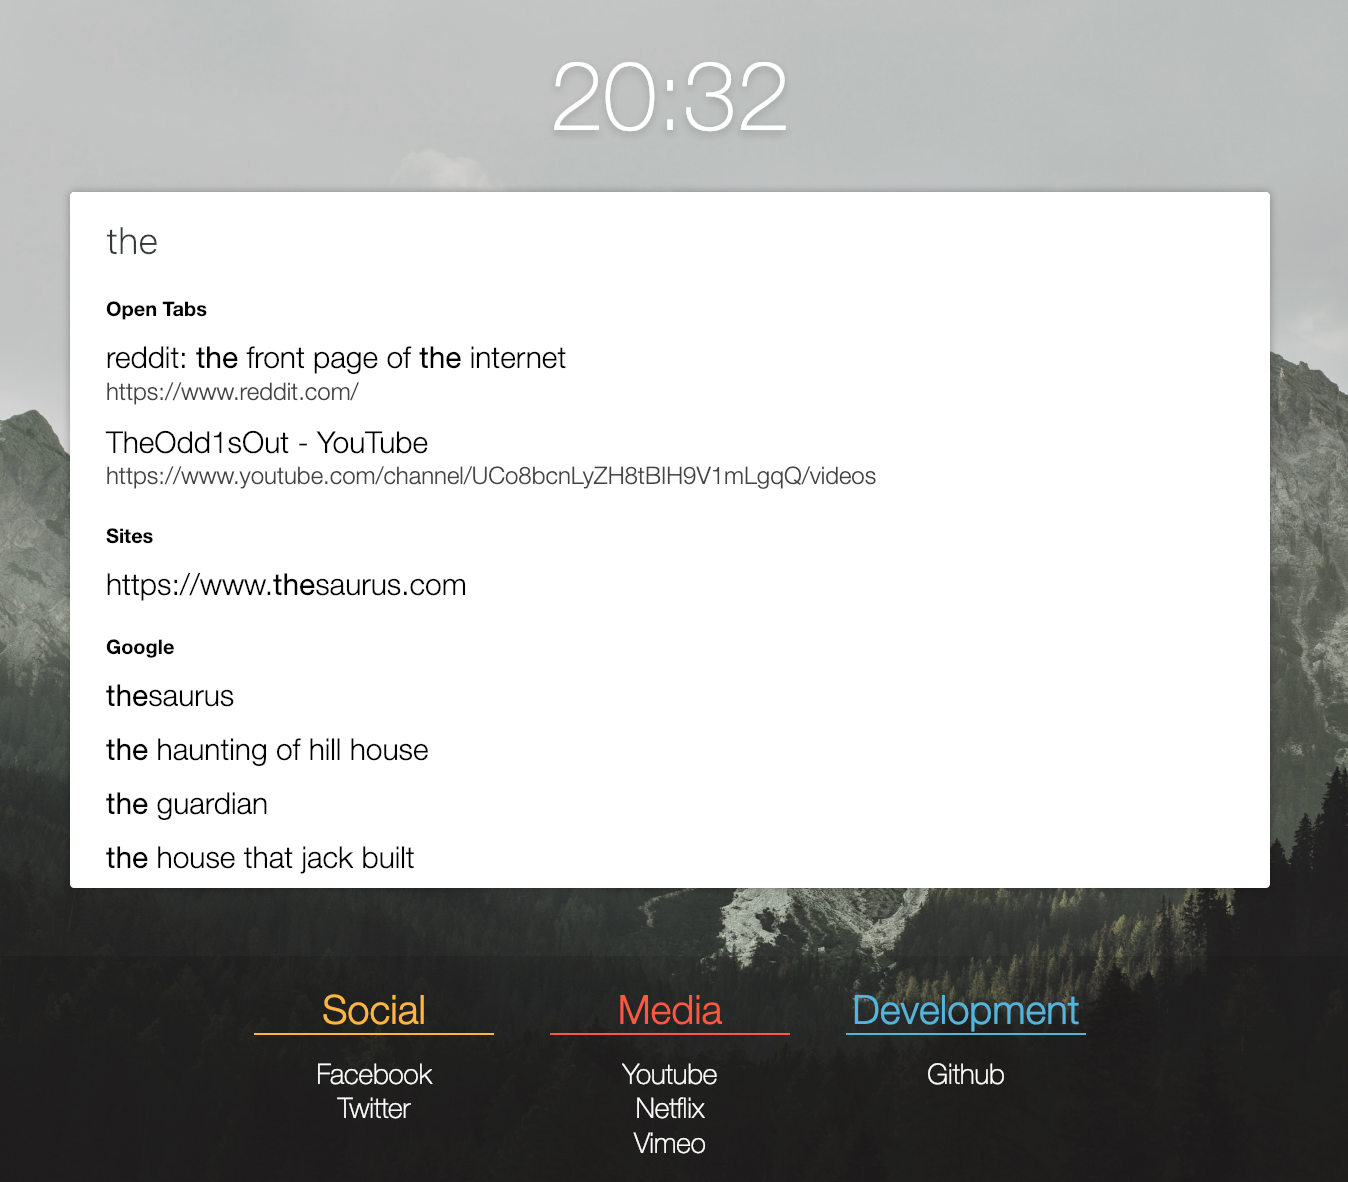 20:32
the
Open Tabs
reddit: the front page of the internet
https://www.reddit.com/
TheOdd1sOut - YouTube
https://www.youtube.com/channel/UCo8bcnLyZH8tBIH9V1mLgqQ/videos
Sites
https://www.thesaurus.com
Google
thesaurus
the haunting of hill house
the guardian
the house that jack built
Social
Media
Development
Facebook
Youtube
Github
Twitter
Netflix
Vimeo